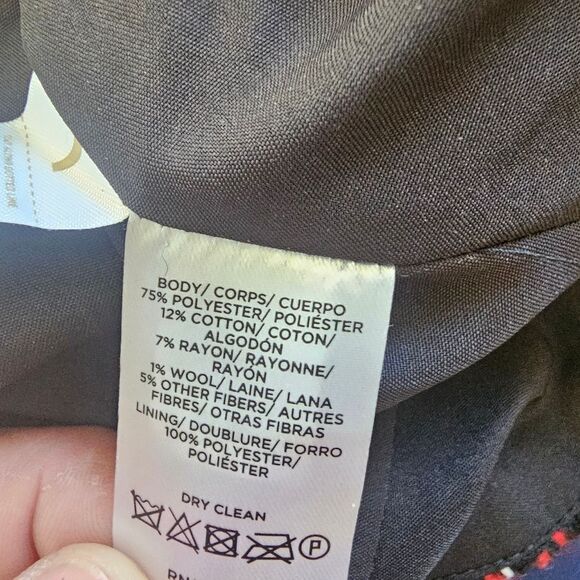 BODY/ CORPS/ CUERPO
75% POLYESTER/ POLIÉSTER
12% COTTON/ COTON/
ALGODÓN
7% RAYON/ RAYONNE/
RAYÓN
1% WOOL/ LAINE/ LANA
5% OTHER FIBERS/ AUTRES
FIBRES/ OTRAS FIBRAS
LINING/ DOUBLURE/ FORRO
100% POLYESTER/
POLIÉSTER
DRY CLEAN
P
RN